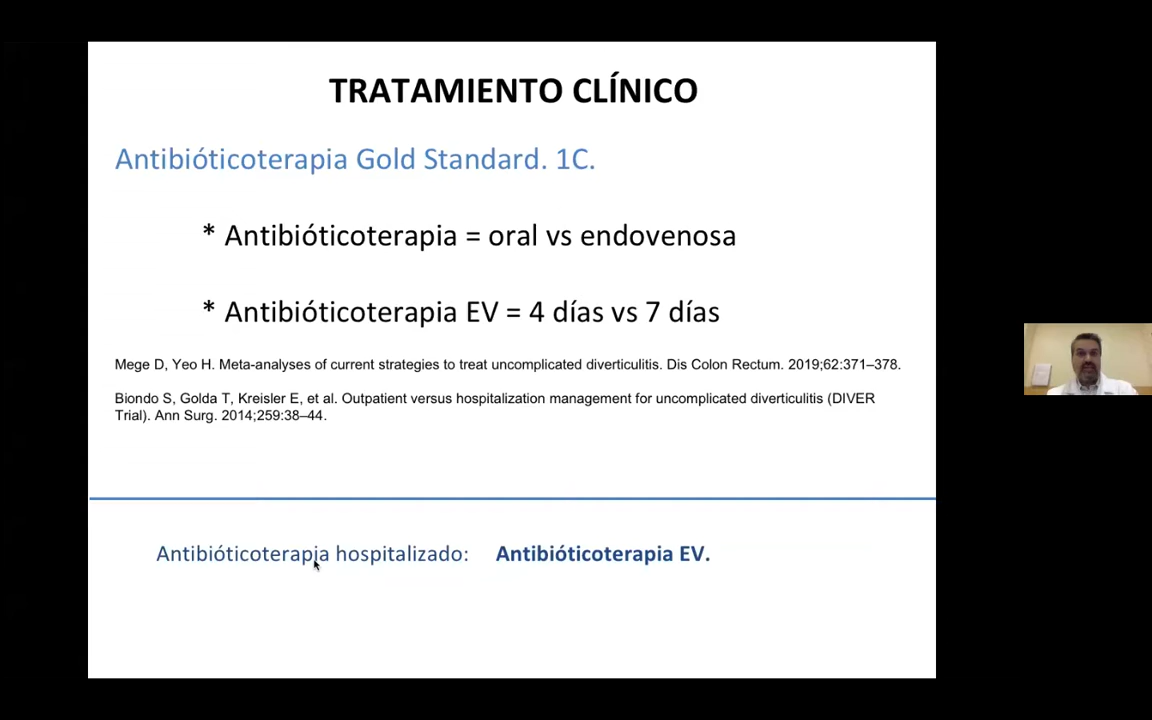 TRATAMIENTO CLÍNICO
Antibióticoterapia Gold Standard. 1C.
* Antibióticoterapia = oral vs endovenosa
* Antibióticoterapia EV = 4 días vs 7 días
Mege D, Yeo H. Meta-analyses of current strategies to treat uncomplicated diverticulitis. Dis Colon Rectum. 2019;62:371–378.
Biondo S, Golda T, Kreisler E, et al. Outpatient versus hospitalization management for uncomplicated diverticulitis (DIVER
Trial). Ann Surg. 2014;259:38–44.
Antibióticoterapia hospitalizado: Antibióticoterapia EV.